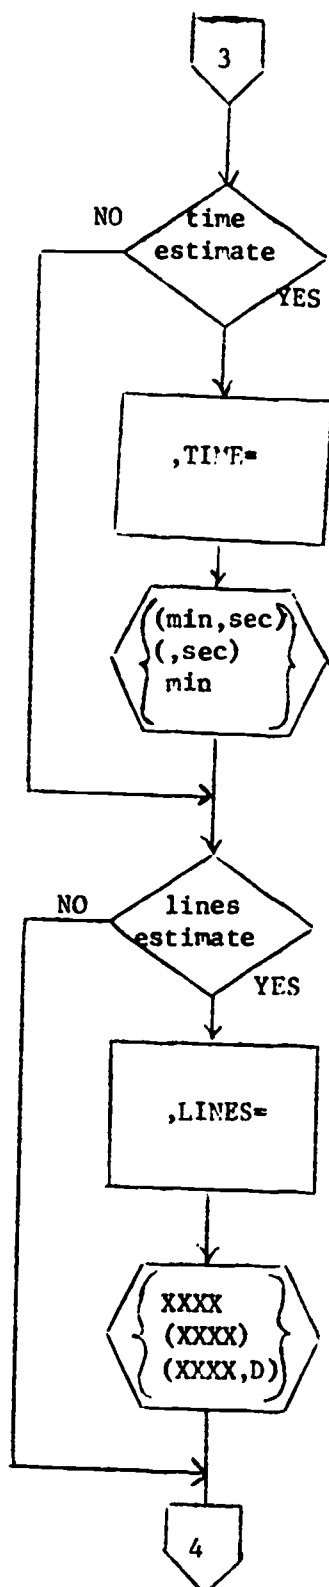 3
NO
time
estimate
YES
,TIME=
(min,sec)
(,sec)
min
NO
lines
estimate
YES
,LINES=
XXXX
(XXXX)
(XXXX,D)
4